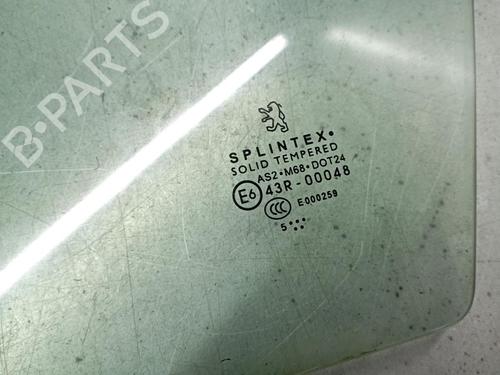 B-PARTS
SPLINTEX•
SOLID TEMPERED
AS2•M68•DOT24
E6 43R-00048
CCC E000259
5